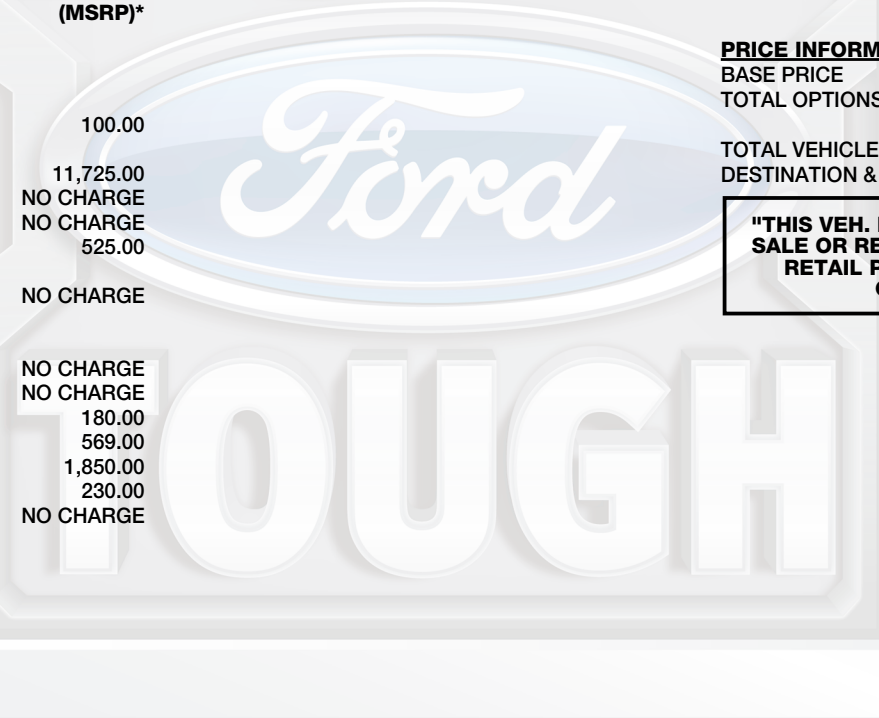 (MSRP)*
100.00
11,725.00
NO CHARGE
NO CHARGE
525.00
NO CHARGE
NO CHARGE
NO CHARGE
180.00
569.00
1,850.00
230.00
NO CHARGE
PRICE
BASE PRICE
TOTAL OPTIONS
TOTAL VEHICLE
DESTINATION &
"THIS VEH.
SALE OR
RETAIL
Ford
TOUGH